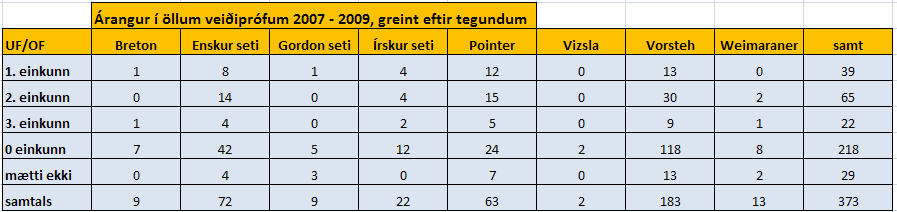 Árangur í öllum veiðiprófum 2007 - 2009, greint eftir tegundum
UF/OF Breton Enskur seti Gordon seti Írskur seti Pointer Vizsla Vorsteh Weimaraner samt
1. einkunn 1 8 1 4 12 0 13 0 39
2. einkunn 0 14 0 4 15 0 30 2 65
3. einkunn 1 4 0 2 5 0 9 1 22
0 einkunn 7 42 5 12 24 2 118 8 218
mætti ekki 0 4 3 0 7 0 13 2 29
samtals 9 72 9 22 63 2 183 13 373